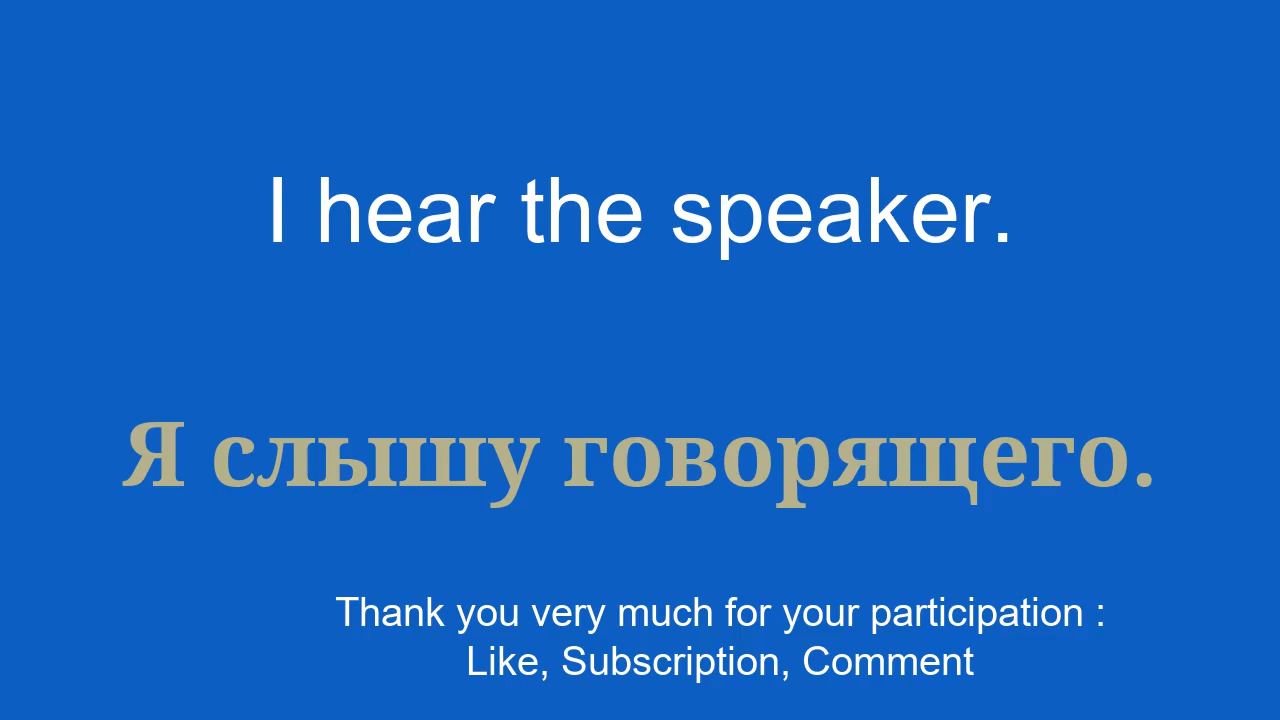 I hear the speaker.
Я слышу говорящего.
Thank you very much for your participation :
Like, Subscription, Comment